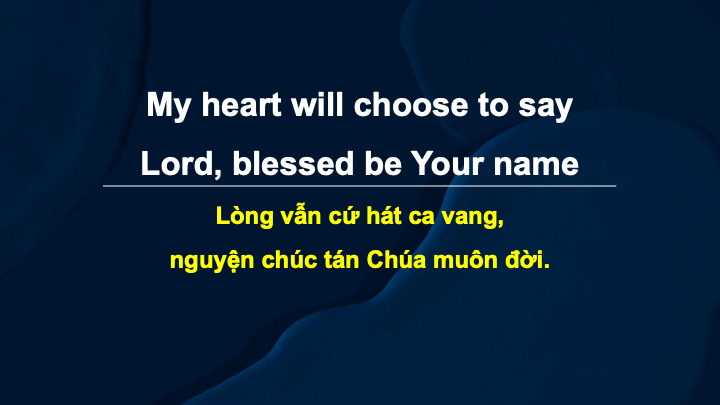 My heart will choose to say
Lord, blessed be Your name
Lòng vẫn cứ hát ca vang,
nguyện chúc tán Chúa muôn đời.